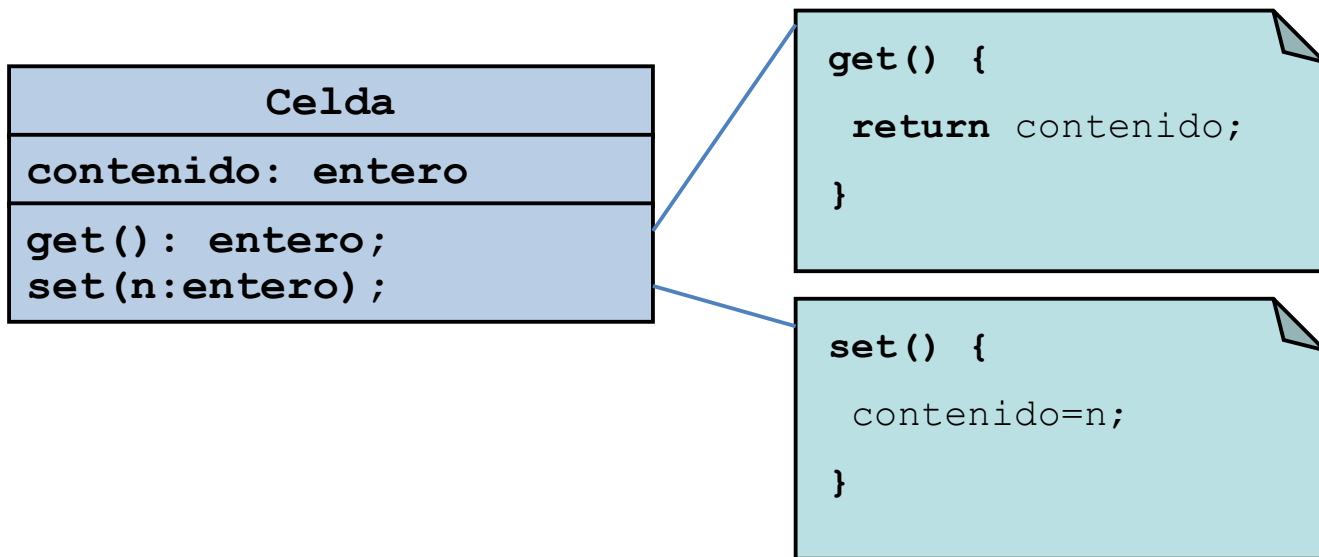 Celda
contenido: entero
get(): entero;
set(n:entero);
get() {
return contenido;
}
set() {
contenido=n;
}